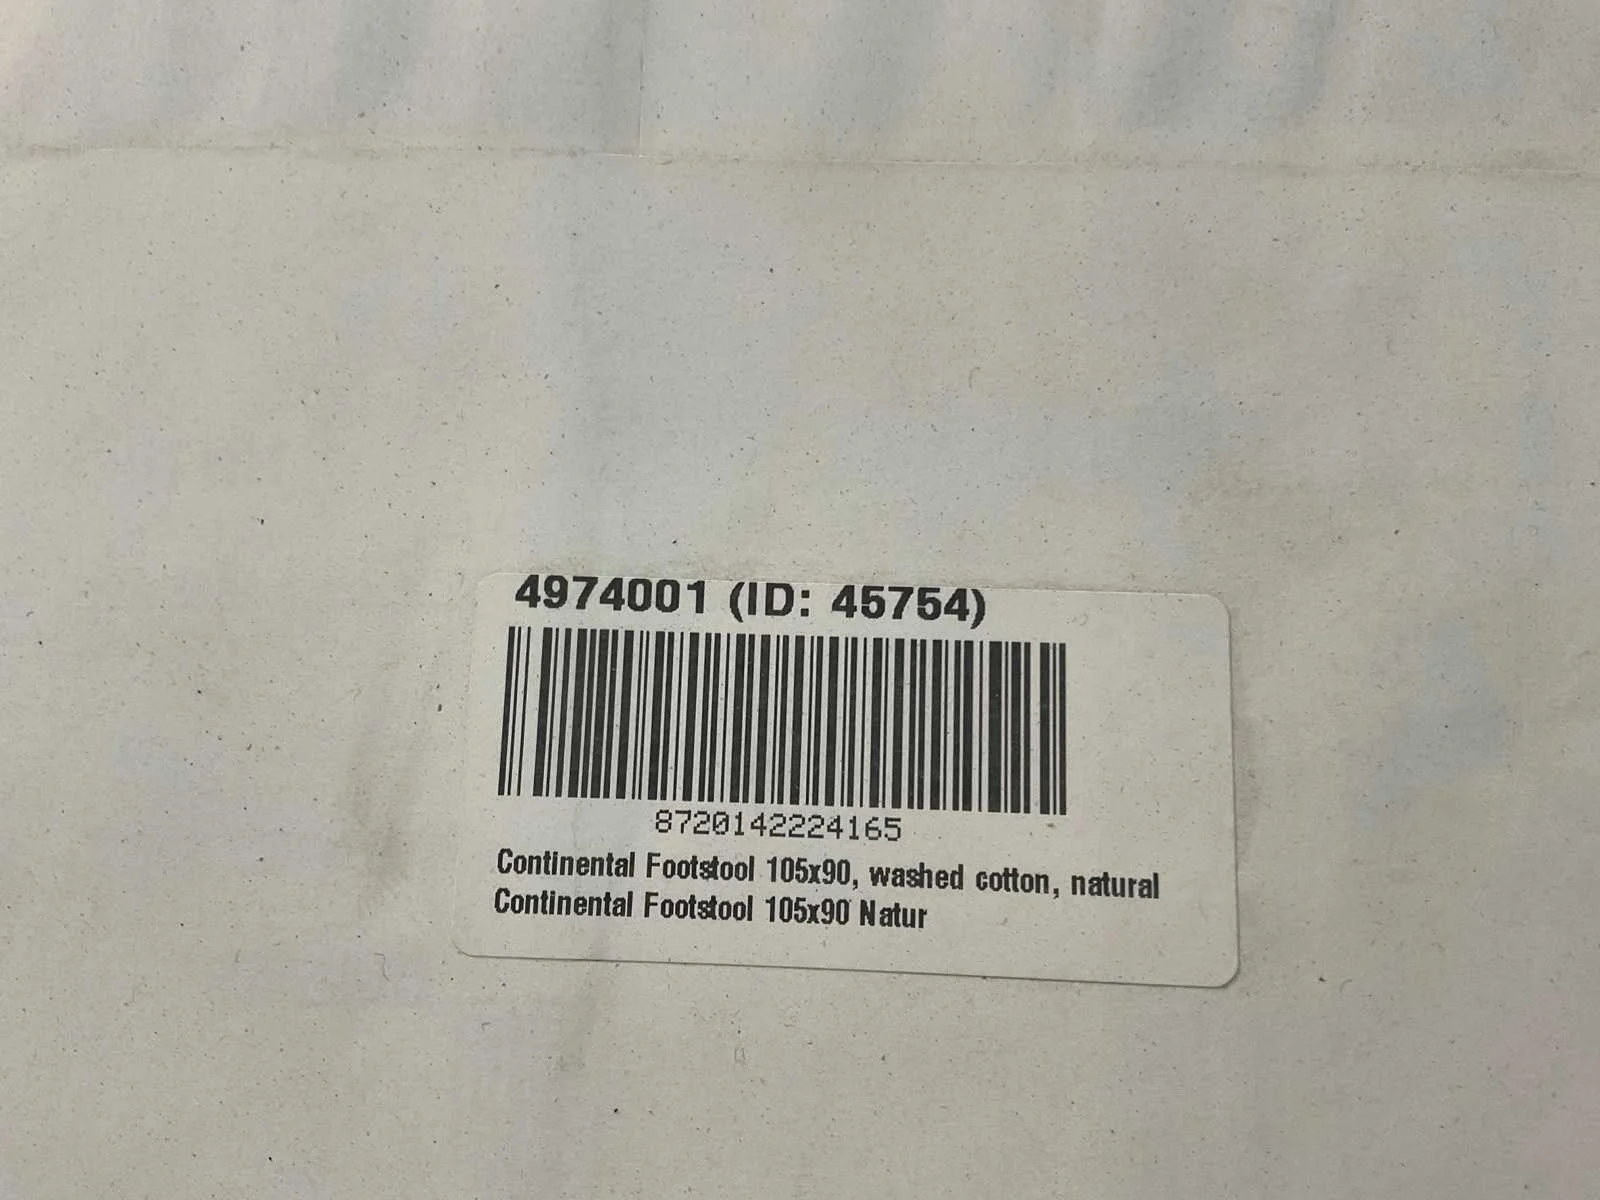 4974001 (ID: 45754)
8720142224165
Continental Footstool 105x90, washed cotton, natural
Continental Footstool 105x90 Natur